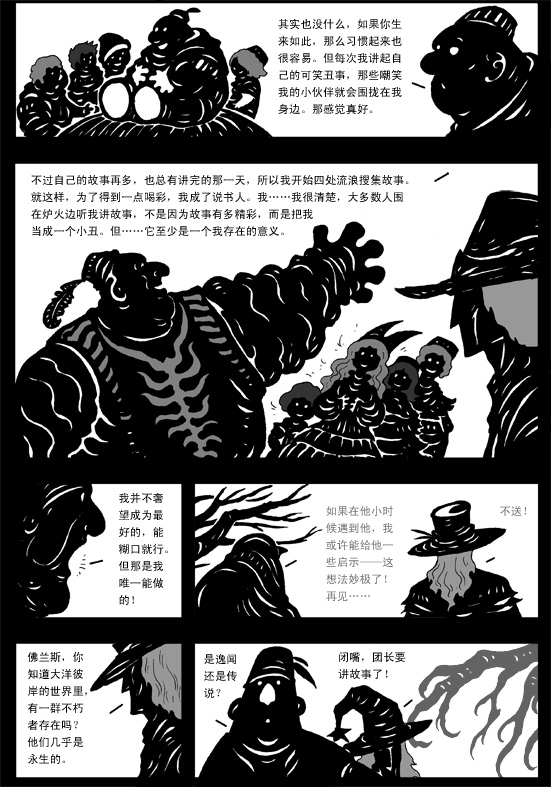 其实也没什么，如果你生
来如此，那么习惯起来也
很容易。但每次我讲起自
己的可笑丑事，那些嘲笑
我的小伙伴就会围拢在我
身边。那感觉真好。
不过自己的故事再多，也总有讲完的那一天，所以我开始四处流浪搜集故事。
就这样，为了得到一点喝彩，我成了说书人。我……我很清楚，大多数人围
在炉火边听我讲故事，不是因为故事有多精彩，而是把我
当成一个小丑。但……它至少是一个我存在的意义。
我并不奢
望成为最
好的，能
糊口就行。
但那是我
唯一能做
的！
如果在他小时
候遇到他，我
或许能给他一
些启示——这
想法妙极了！
再见……
不送！
佛兰斯，你
知道大洋彼
岸的世界里，
有一群不朽
者存在吗？
他们几乎是
永生的。
是逸闻
还是传
说？
闭嘴，团长要
讲故事了！